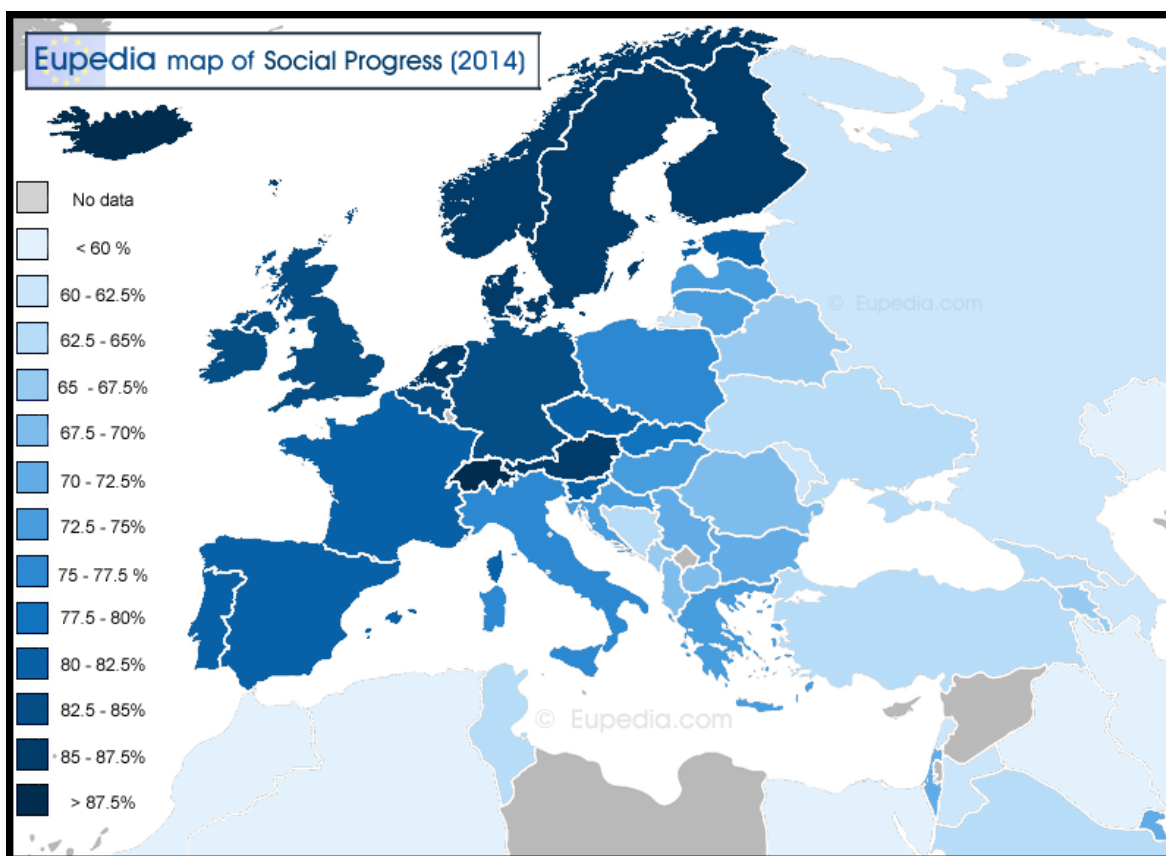 Eupedia map of Social Progress (2014)
No data
< 60 %
60 - 62.5%
62.5 - 65%
65 - 67.5%
67.5 - 70%
70 - 72.5%
72.5 - 75%
75 - 77.5 %
77.5 - 80%
80 - 82.5%
82.5 - 85%
85 - 87.5%
> 87.5%
© Eupedia.com
© Eupedia.com